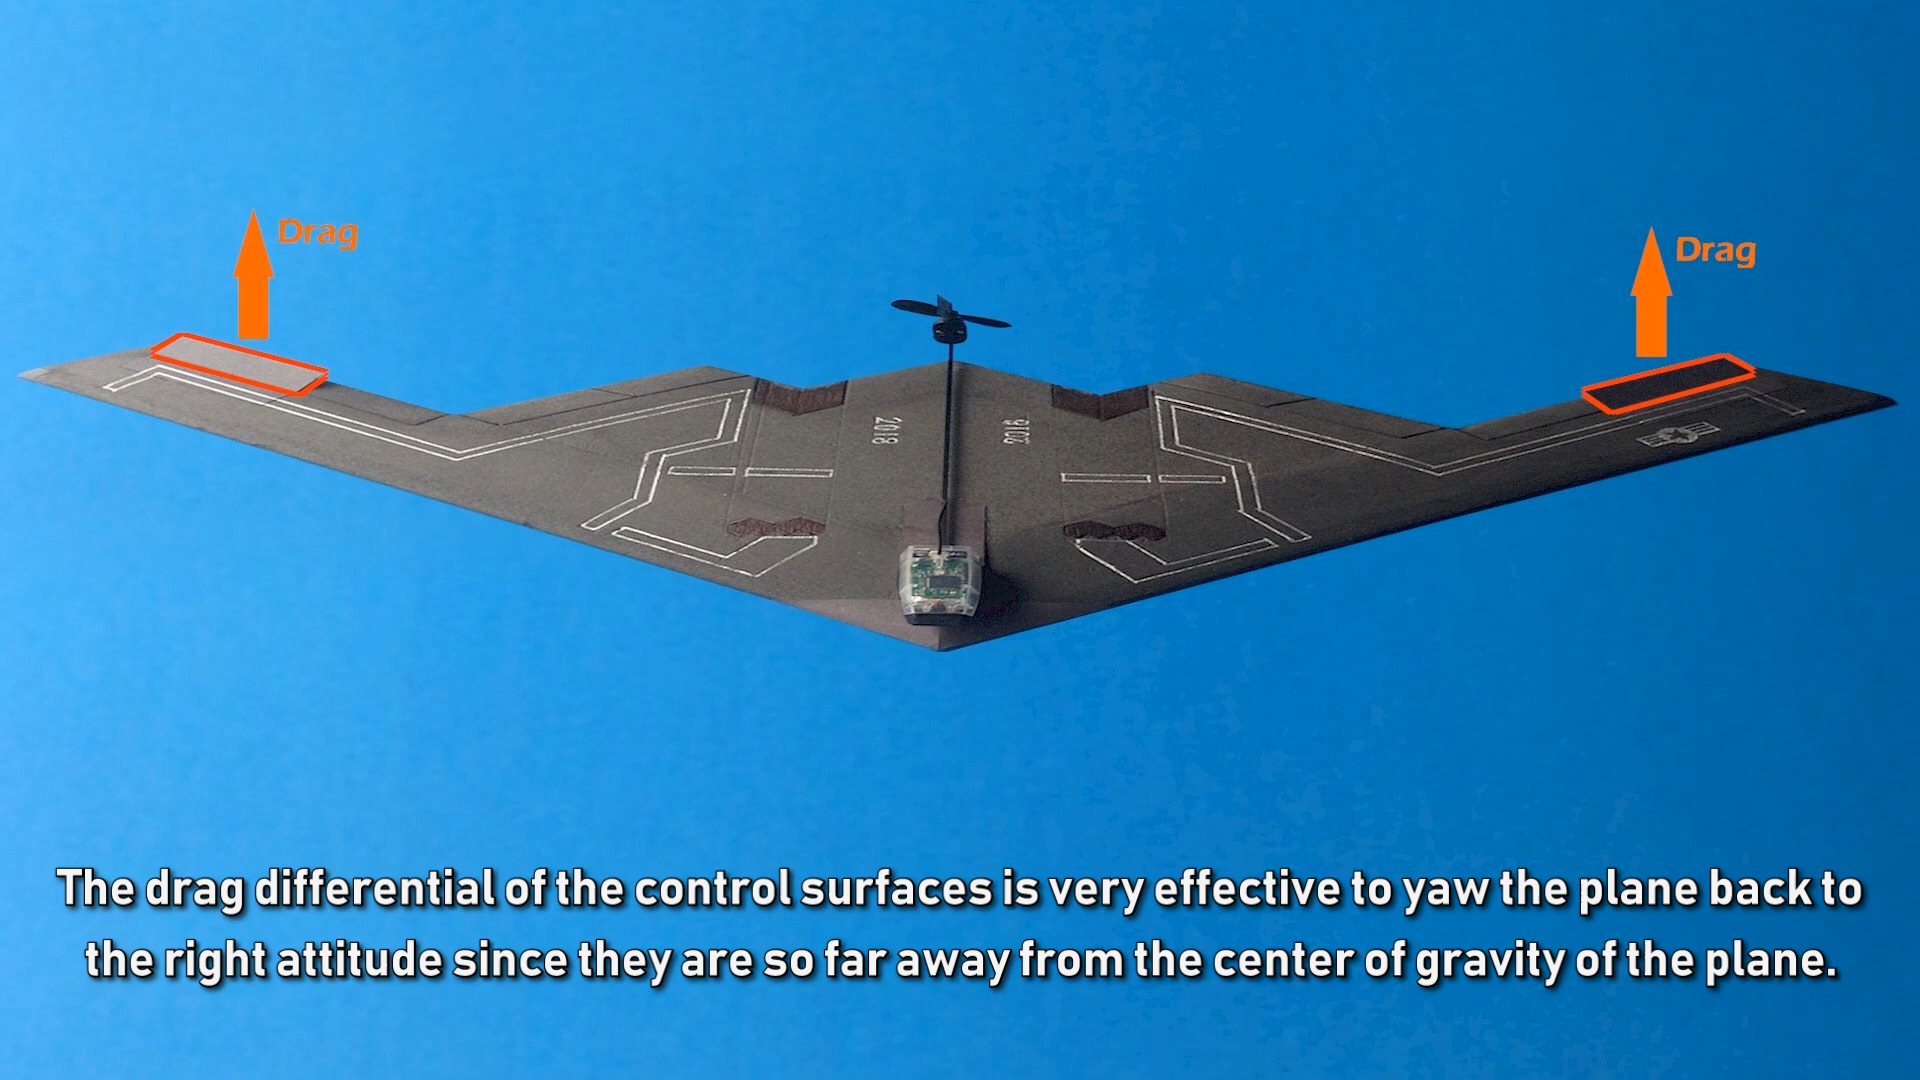 Drag
Drag
2018
2018
The drag differential of the control surfaces is very effective to yaw the plane back to
the right attitude since they are so far away from the center of gravity of the plane.